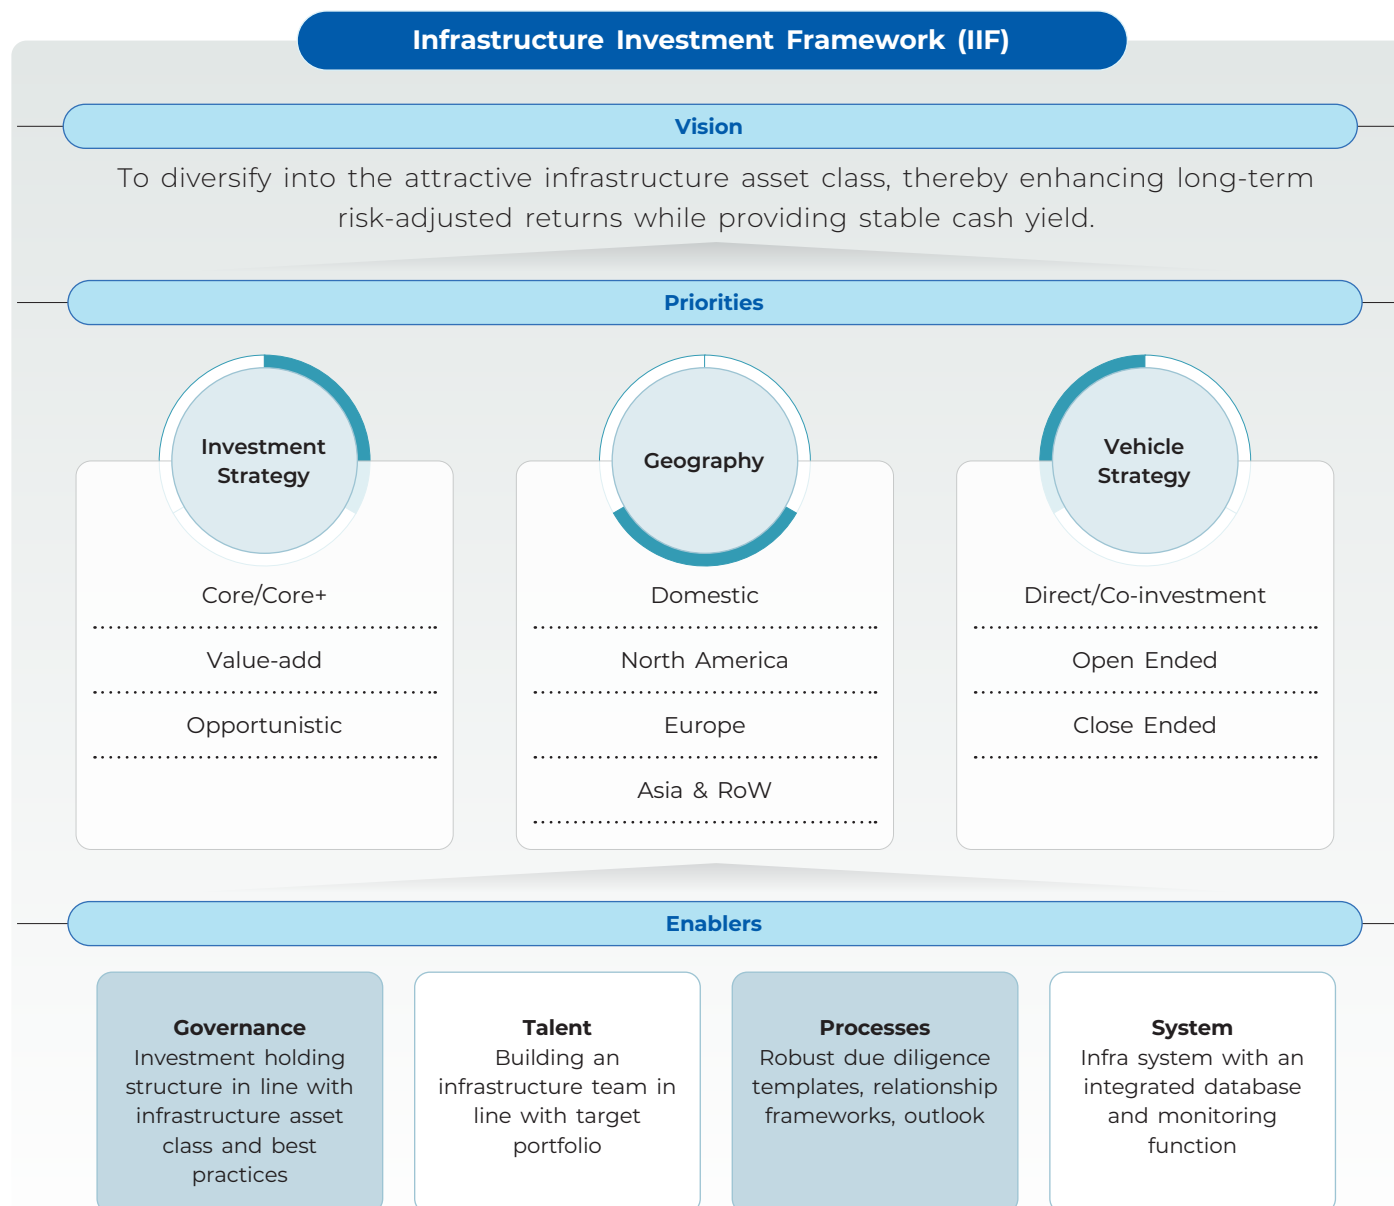 Infrastructure Investment Framework (IIF)
Vision
To diversify into the attractive infrastructure asset class, thereby enhancing long-term
risk-adjusted returns while providing stable cash yield.
Priorities
Investment
Strategy
Core/Core+
Value-add
Opportunistic
Geography
Domestic
North America
Europe
Asia & RoW
Vehicle
Strategy
Direct/Co-investment
Open Ended
Close Ended
Enablers
Governance
Investment holding
structure in line with
infrastructure asset
class and best
practices
Talent
Building an
infrastructure team in
line with target
portfolio
Processes
Robust due diligence
templates, relationship
frameworks, outlook
System
Infra system with an
integrated database
and monitoring
function